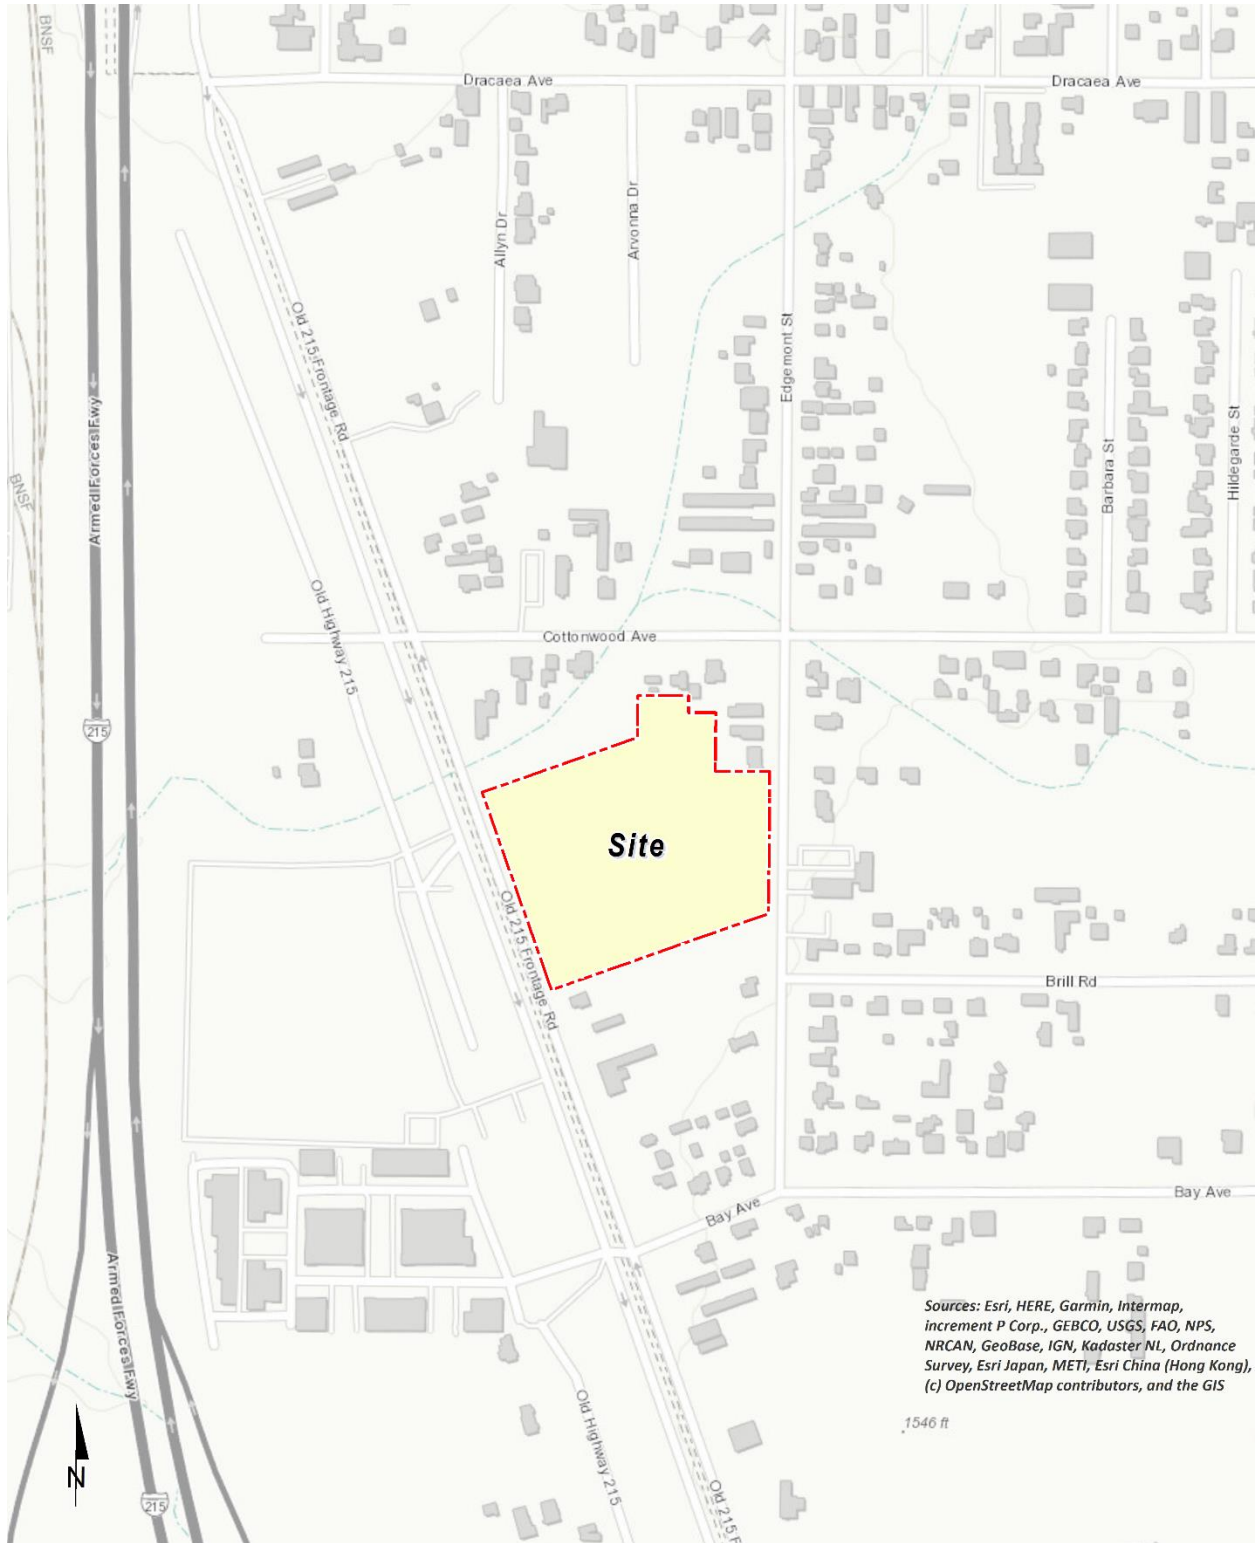 BNSF
Dracaea Ave
Dracaea Ave
Allyn Dr
Arvonna Dr
Old 215 Frontage Rd
Edgemont St
Armed Forces Fwy
BNSF
Barbara St
Hildegarde St
Old Highway 215
Cottonwood Ave
215
Site
Old 215 Frontage Rd
Brill Rd
Bay Ave
Bay Ave
Armed Forces Fwy
Sources: Esri, HERE, Garmin, Intermap,
increment P Corp., GEBCO, USGS, FAO, NPS,
NRCAN, GeoBase, IGN, Kadaster NL, Ordnance
Survey, Esri Japan, METI, Esri China (Hong Kong),
(c) OpenStreetMap contributors, and the GIS
1546 ft
Old Highway 215
N
215
Old 215 F